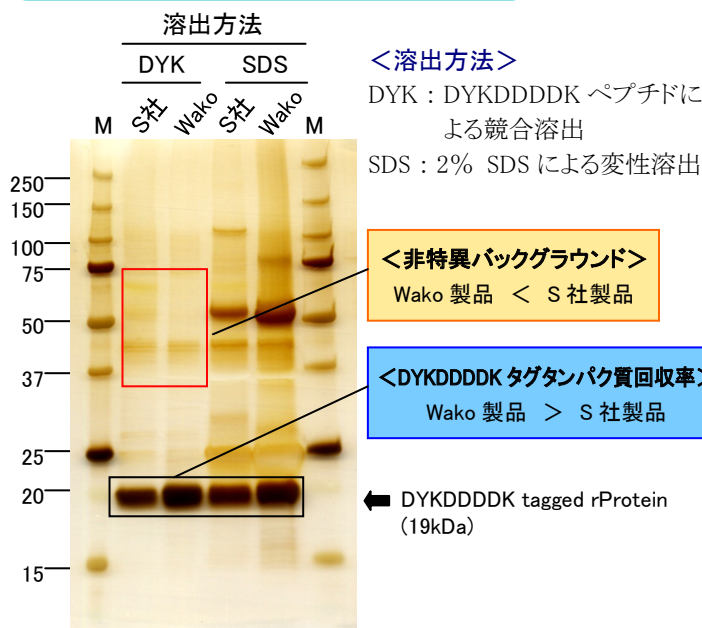 溶出方法
DYK SDS
S社 Wako S社 Wako
M M
250
150
100
75
50
37
25
20
15
＜溶出方法＞
DYK : DYKDDDDK ペプチドに
よる競合溶出
SDS : 2% SDS による変性溶出
＜非特異バックグラウンド＞
Wako 製品 ＜ S 社製品
＜DYKDDDDK タグタンパク質回収率＞
Wako 製品 ＞ S 社製品
DYKDDDDK tagged rProtein
(19kDa)